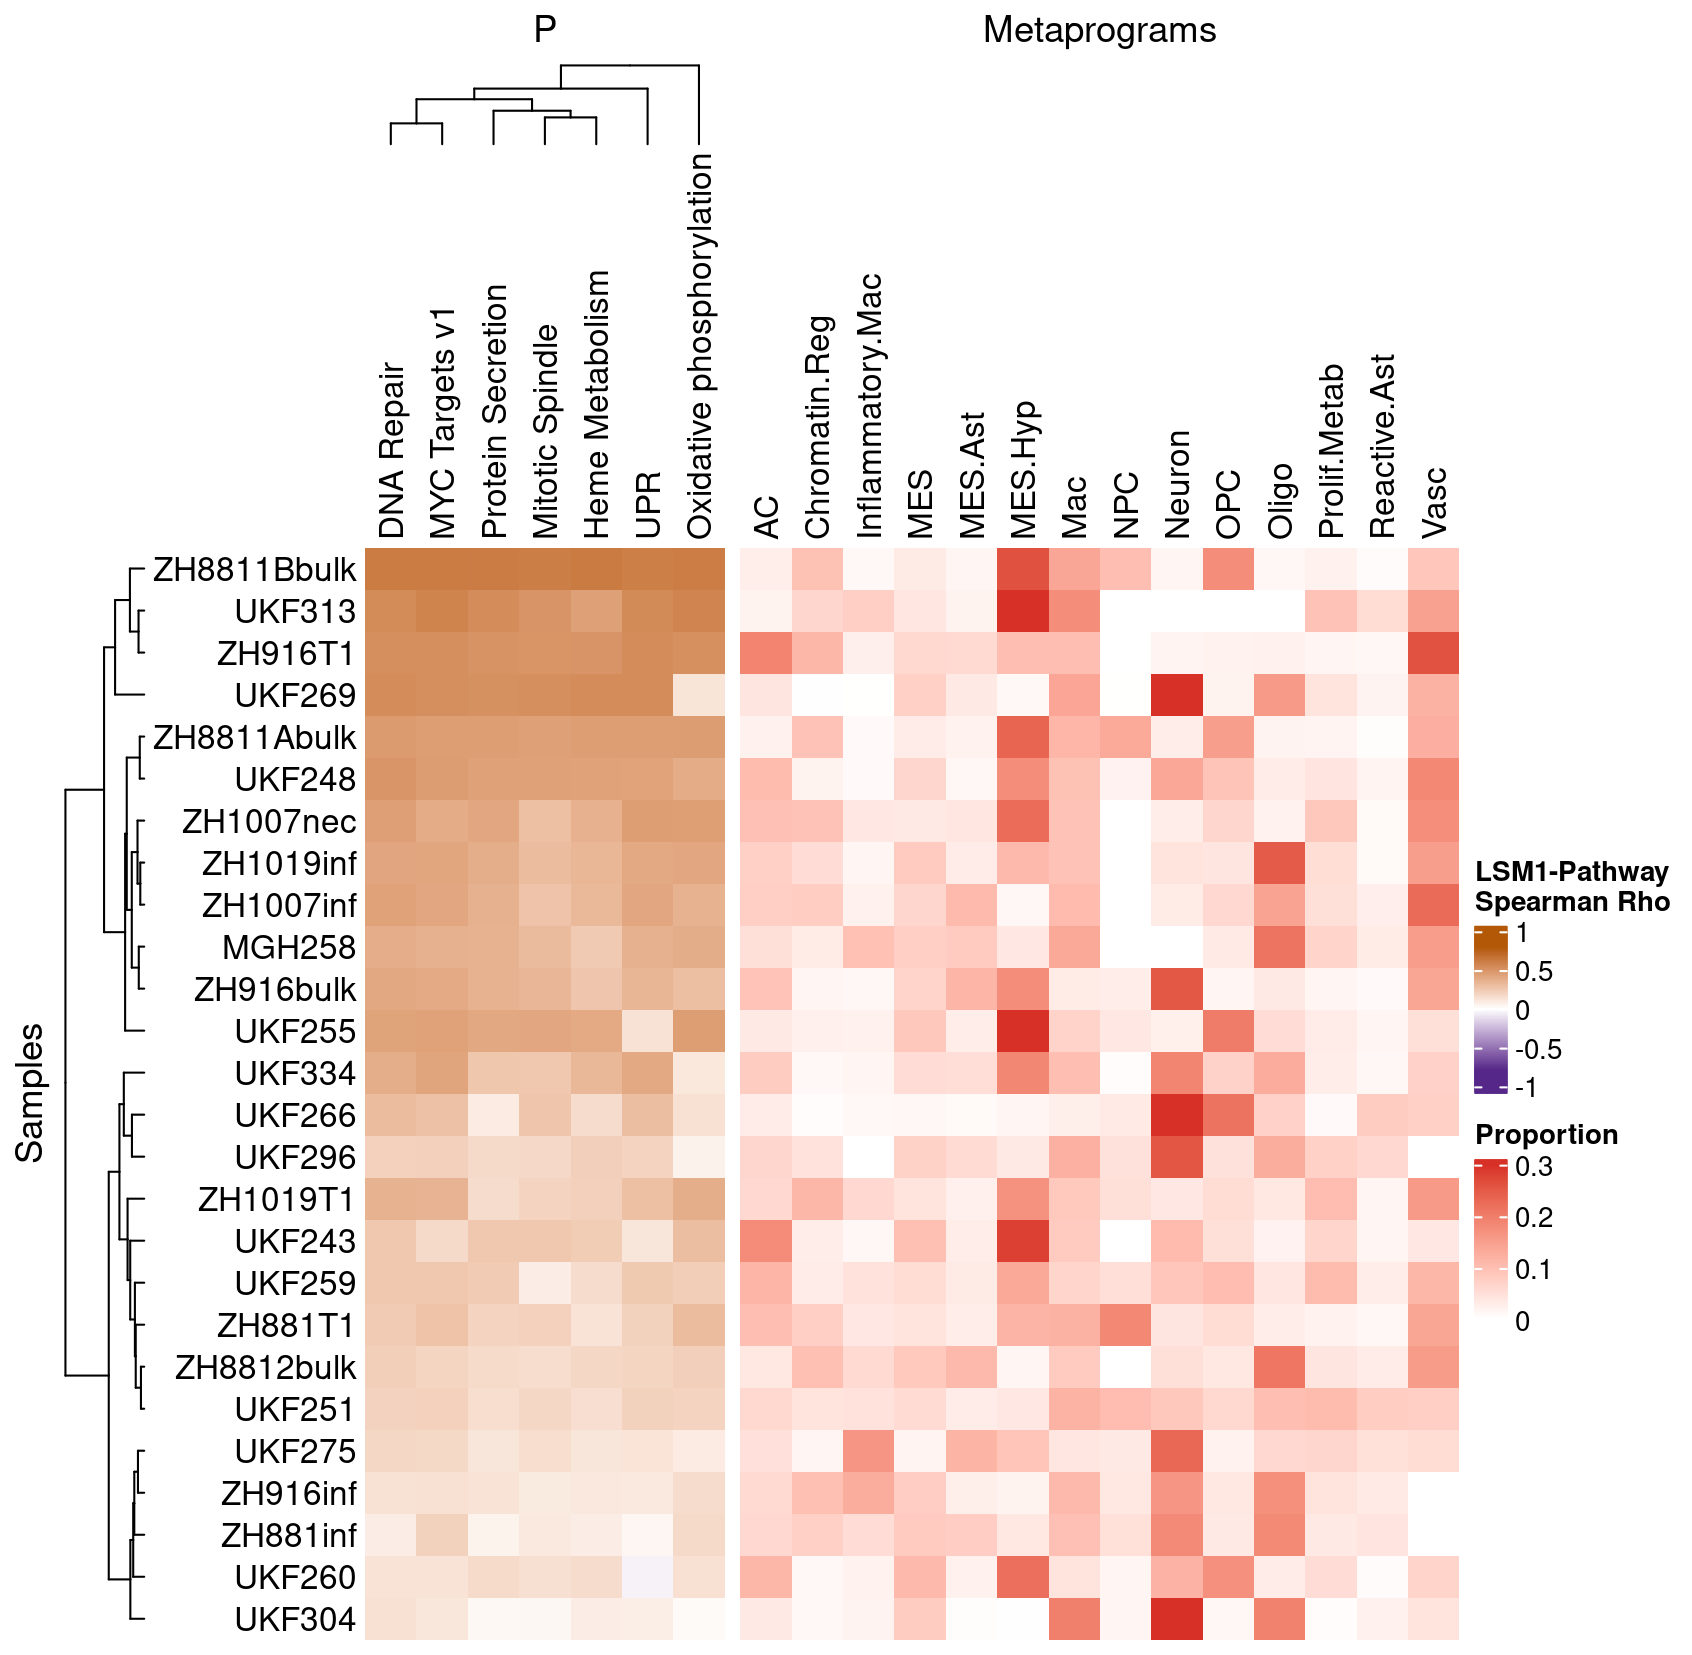 P
Metaprograms
DNA Repair
MYC Targets v1
Protein Secretion
Mitotic Spindle
Heme Metabolism
UPR
Oxidative phosphorylation
AC
Chromatin.Reg
Inflammatory.Mac
MES
MES.Ast
MES.Hyp
Mac
NPC
Neuron
OPC
Oligo
Prolif.Metab
Reactive.Ast
Vasc
Samples
ZH8811Bbulk
UKF313
ZH916T1
UKF269
ZH8811Abulk
UKF248
ZH1007nec
ZH1019inf
ZH1007inf
MGH258
ZH916bulk
UKF255
UKF334
UKF266
UKF296
ZH1019T1
UKF243
UKF259
ZH881T1
ZH8812bulk
UKF251
UKF275
ZH916inf
ZH881inf
UKF260
UKF304
LSM1-Pathway
Spearman Rho
1
0.5
0
-0.5
-1
Proportion
0.3
0.2
0.1
0